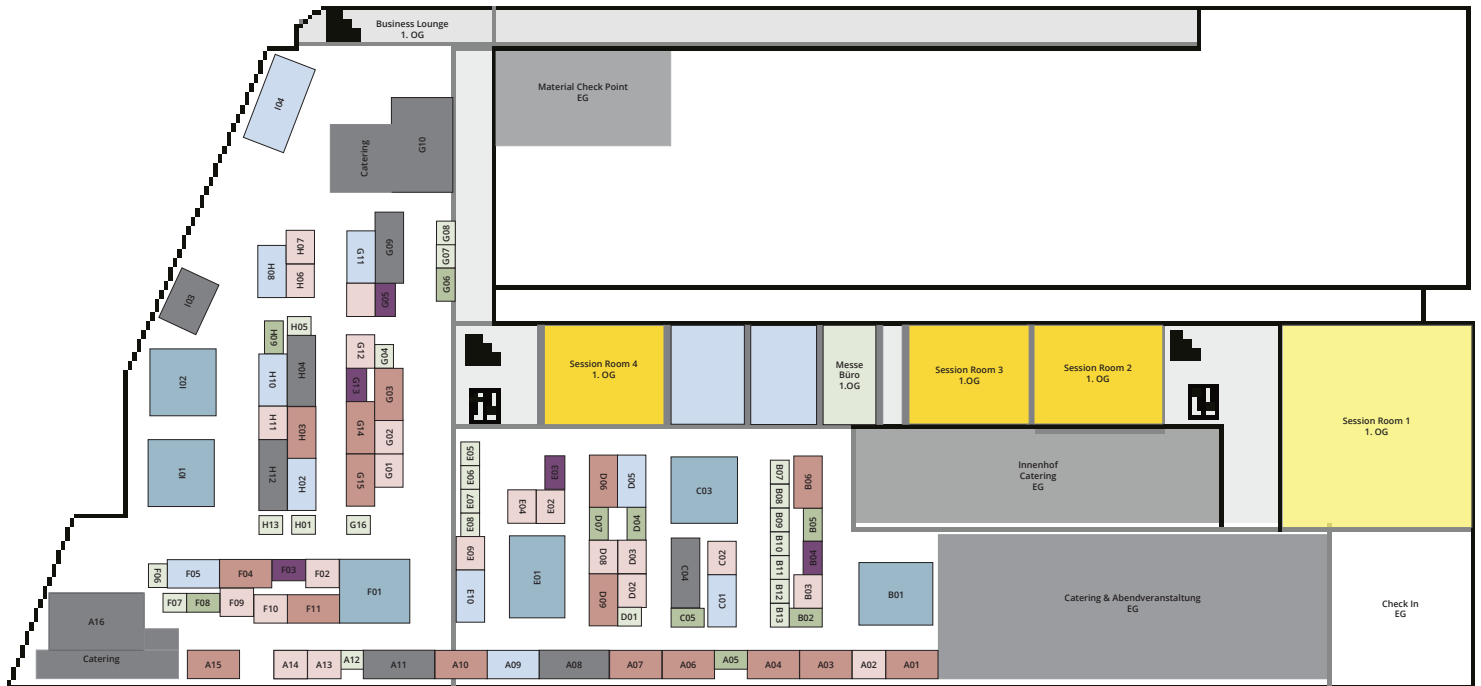 Business Lounge
1. OG
I04
Material Check Point
EG
G10
Catering
G08
G07
G06
H07
H06
H08
G11
G09
G05
I03
H09
H05
H04
H10
H11
H03
H12
H02
H13
H01
G12
G04
G13
G03
G14
G02
G15
G01
G16
I02
I01
Session Room 4
1. OG
Messe
Büro
1.OG
Session Room 3
1.OG
Session Room 2
1. OG
Session Room 1
1. OG
Innenhof
Catering
EG
E05
E06
E07
E08
E09
E10
E03
E04
E02
E01
D06
D05
D07
D04
D08
D03
D02
D09
D01
C03
C04
C02
C01
C05
B07
B08
B09
B10
B11
B12
B13
B06
B05
B04
B03
B02
B01
Catering & Abendveranstaltung
EG
Check In
EG
F06
F05
F04
F03
F02
F01
F07
F08
F09
F10
F11
A16
Catering
A15
A14
A13
A12
A11
A10
A09
A08
A07
A06
A05
A04
A03
A02
A01